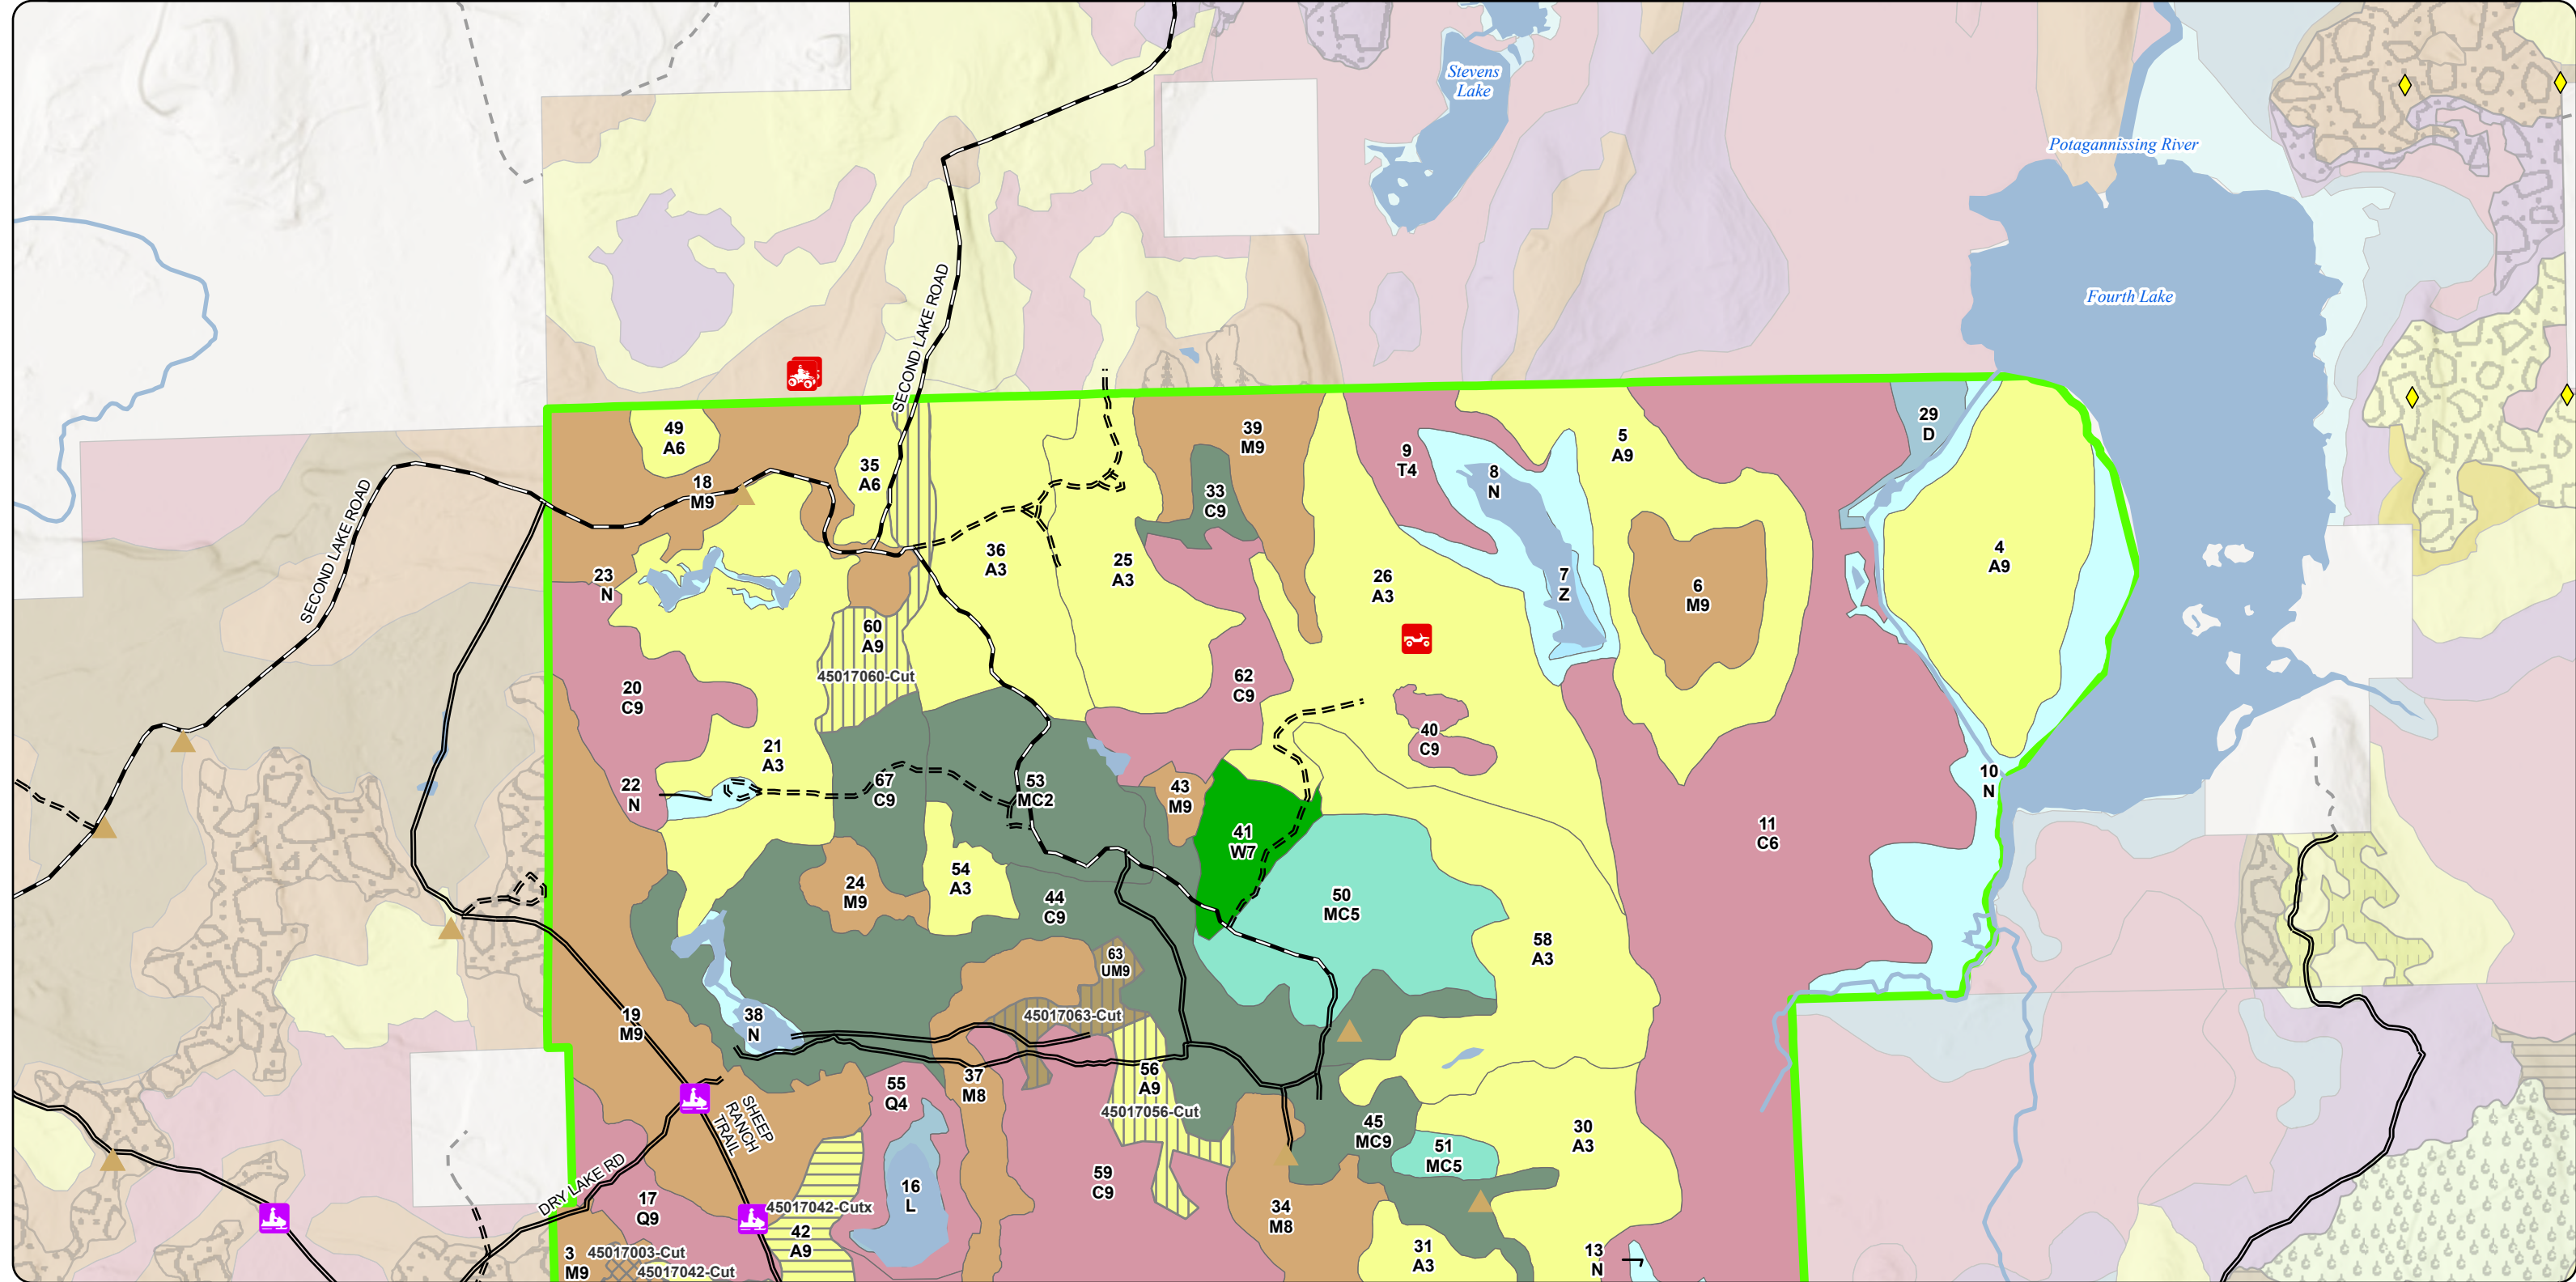 Stevens
Lake
Potagannissing River
Fourth Lake
SECOND LAKE ROAD
SECOND LAKE ROAD
49
A6
18
M9
35
A6
39
M9
33
C9
9
T4
8
N
5
A9
29
D
4
A9
36
A3
25
A3
26
A3
7
Z
6
M9
23
N
60
A9
45017060-Cut
20
C9
62
C9
40
C9
21
A3
22
N
67
C9
53
MC2
43
M9
10
N
41
W7
11
C6
24
M9
54
A3
44
C9
50
MC5
58
A3
63
UM9
19
M9
38
N
45017063-Cut
55
Q4
37
M8
56
A9
45017056-Cut
SHEEP
RANCH
TRAIL
45
MC9
51
MC5
30
A3
DRY LAKE RD
17
Q9
45017042-Cutx
42
A9
16
L
59
C9
34
M8
31
A3
13
N
3
M9
45017003-Cut
45017042-Cut